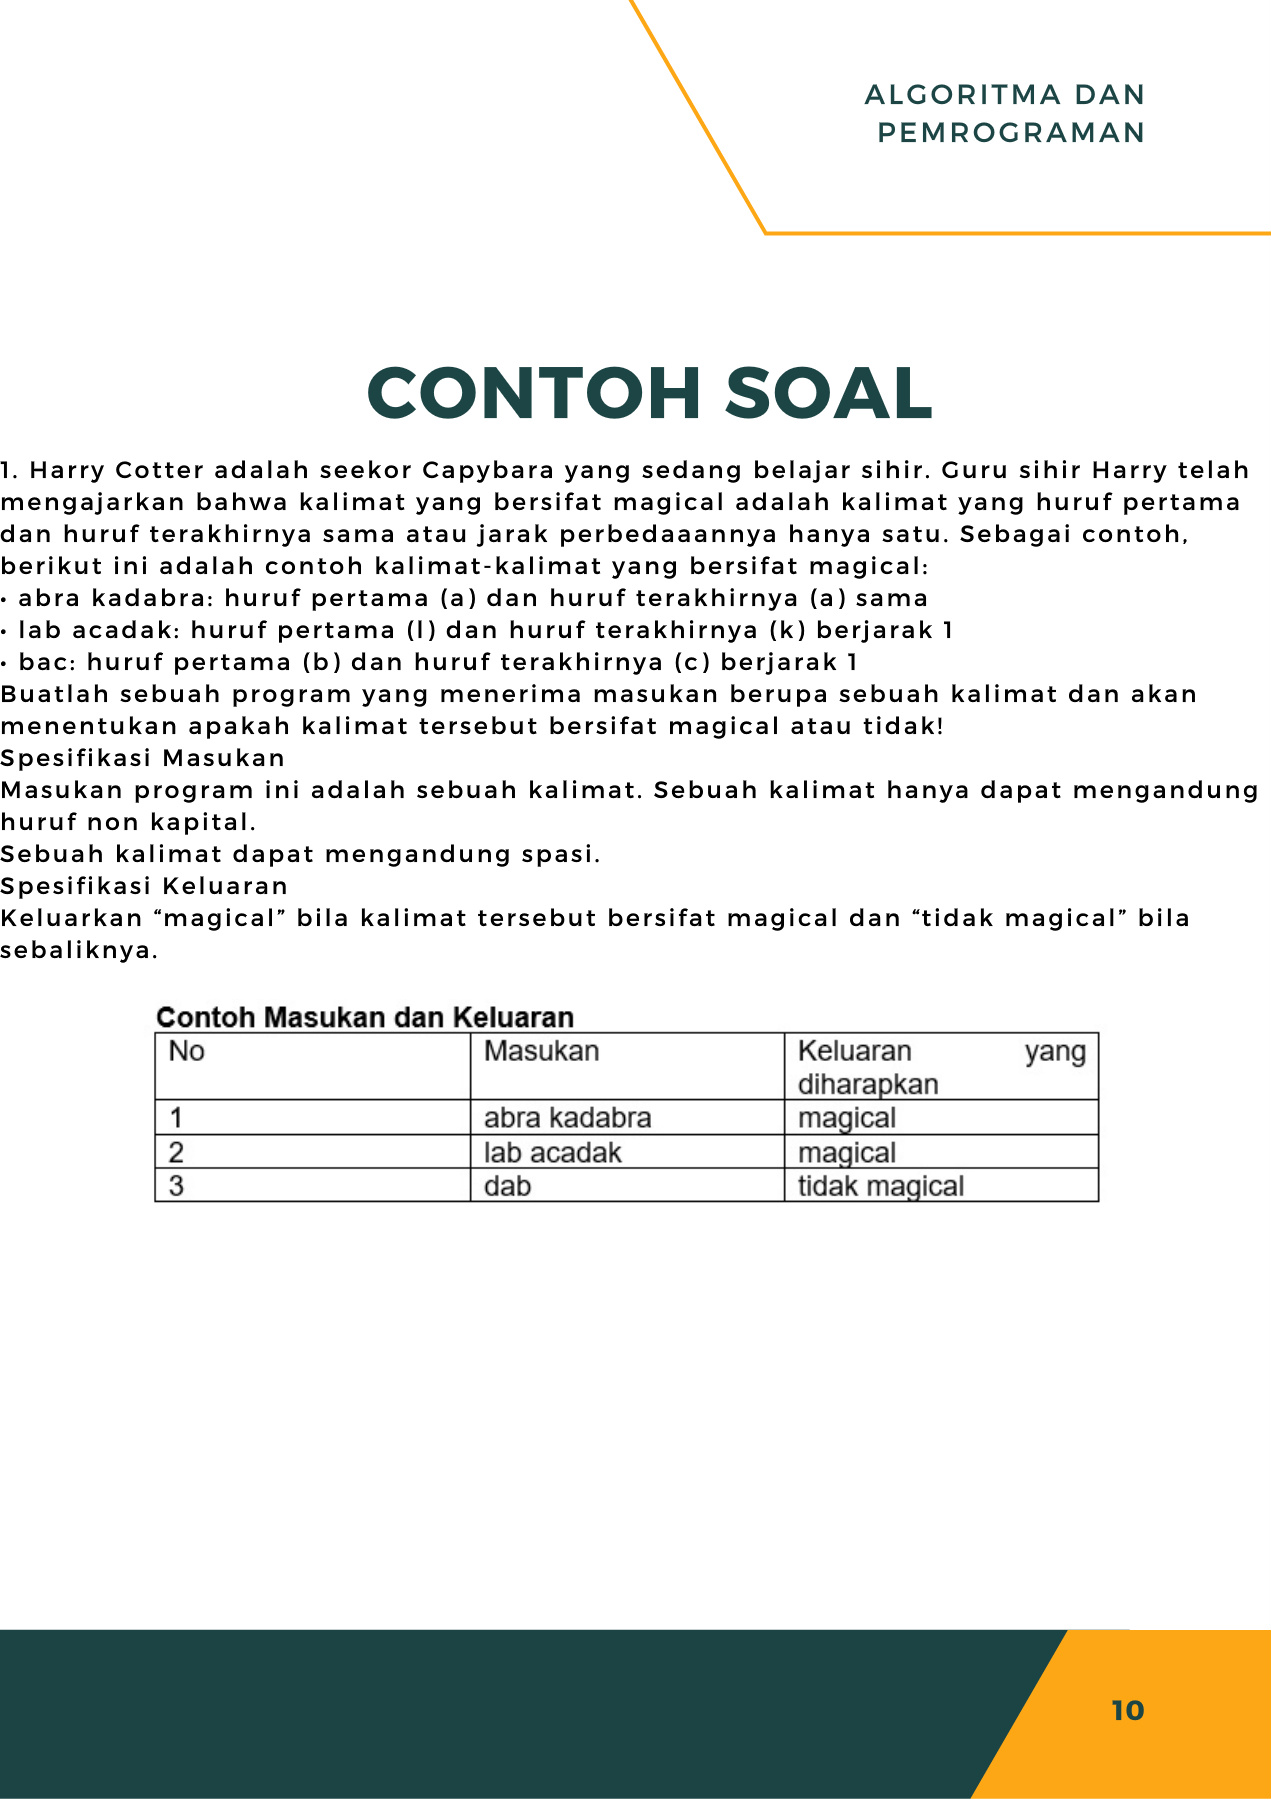 ALGORITMA DAN
PEMROGRAMAN
CONTOH SOAL
1. Harry Cotter adalah seekor Capybara yang sedang belajar sihir. Guru sihir Harry telah
mengajarkan bahwa kalimat yang bersifat magical adalah kalimat yang huruf pertama
dan huruf terakhirnya sama atau jarak perbedaaannya hanya satu. Sebagai contoh,
berikut ini adalah contoh kalimat-kalimat yang bersifat magical:
• abra kadabra: huruf pertama (a) dan huruf terakhirnya (a) sama
• lab acadak: huruf pertama (l) dan huruf terakhirnya (k) berjarak 1
• bac: huruf pertama (b) dan huruf terakhirnya (c) berjarak 1
Buatlah sebuah program yang menerima masukan berupa sebuah kalimat dan akan
menentukan apakah kalimat tersebut bersifat magical atau tidak!
Spesifikasi Masukan
Masukan program ini adalah sebuah kalimat. Sebuah kalimat hanya dapat mengandung
huruf non kapital.
Sebuah kalimat dapat mengandung spasi.
Spesifikasi Keluaran
Keluarkan “magical” bila kalimat tersebut bersifat magical dan “tidak magical” bila
sebaliknya.
Contoh Masukan dan Keluaran
No Masukan Keluaran yang
diharapkan
1 abra kadabra magical
2 lab acadak magical
3 dab tidak magical
10